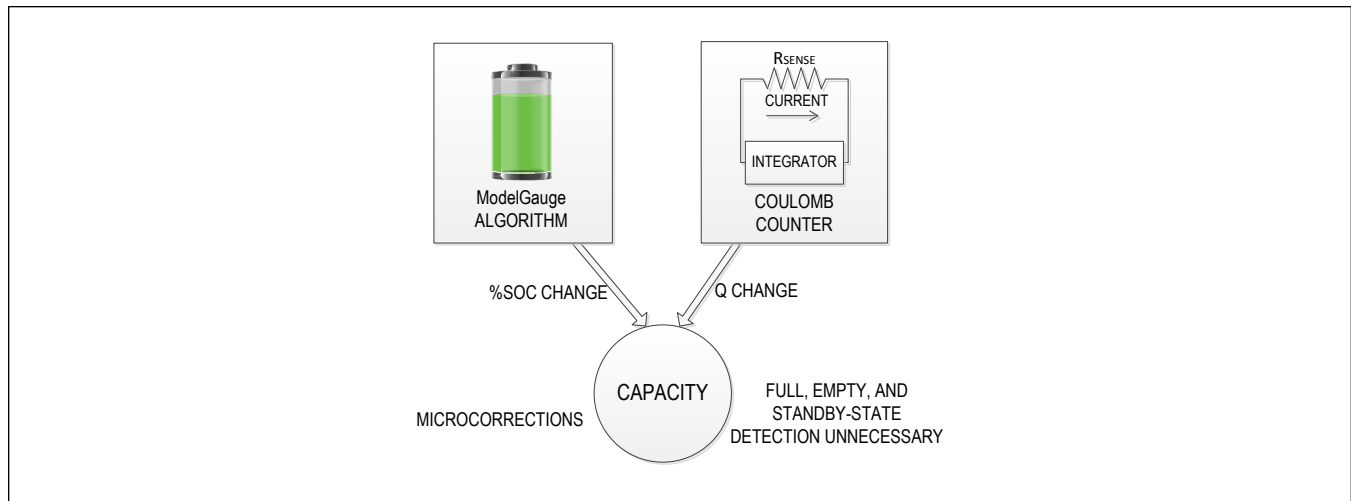 RSENSE
CURRENT
INTEGRATOR
ModelGauge
ALGORITHM
COULOMB
COUNTER
%SOC CHANGE
Q CHANGE
CAPACITY
MICROCORRECTIONS
FULL, EMPTY, AND
STANDBY-STATE
DETECTION UNNECESSARY